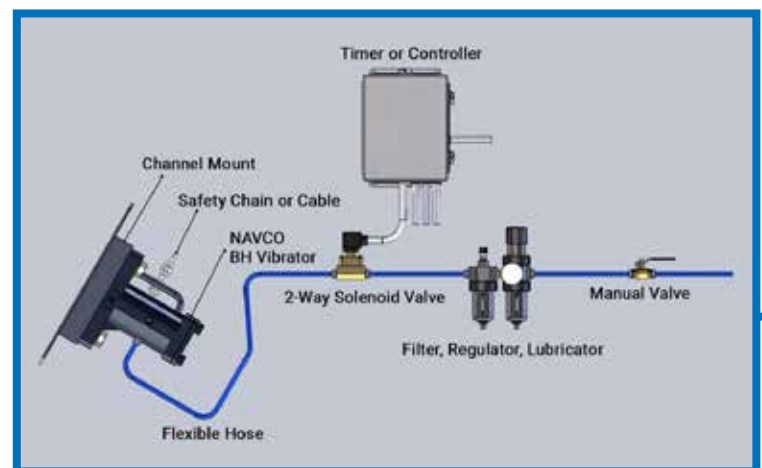 Timer or Controller
Channel Mount
Safety Chain or Cable
NAVCO
BH Vibrator
2-Way Solenoid Valve
Manual Valve
Filter, Regulator, Lubricator
Flexible Hose